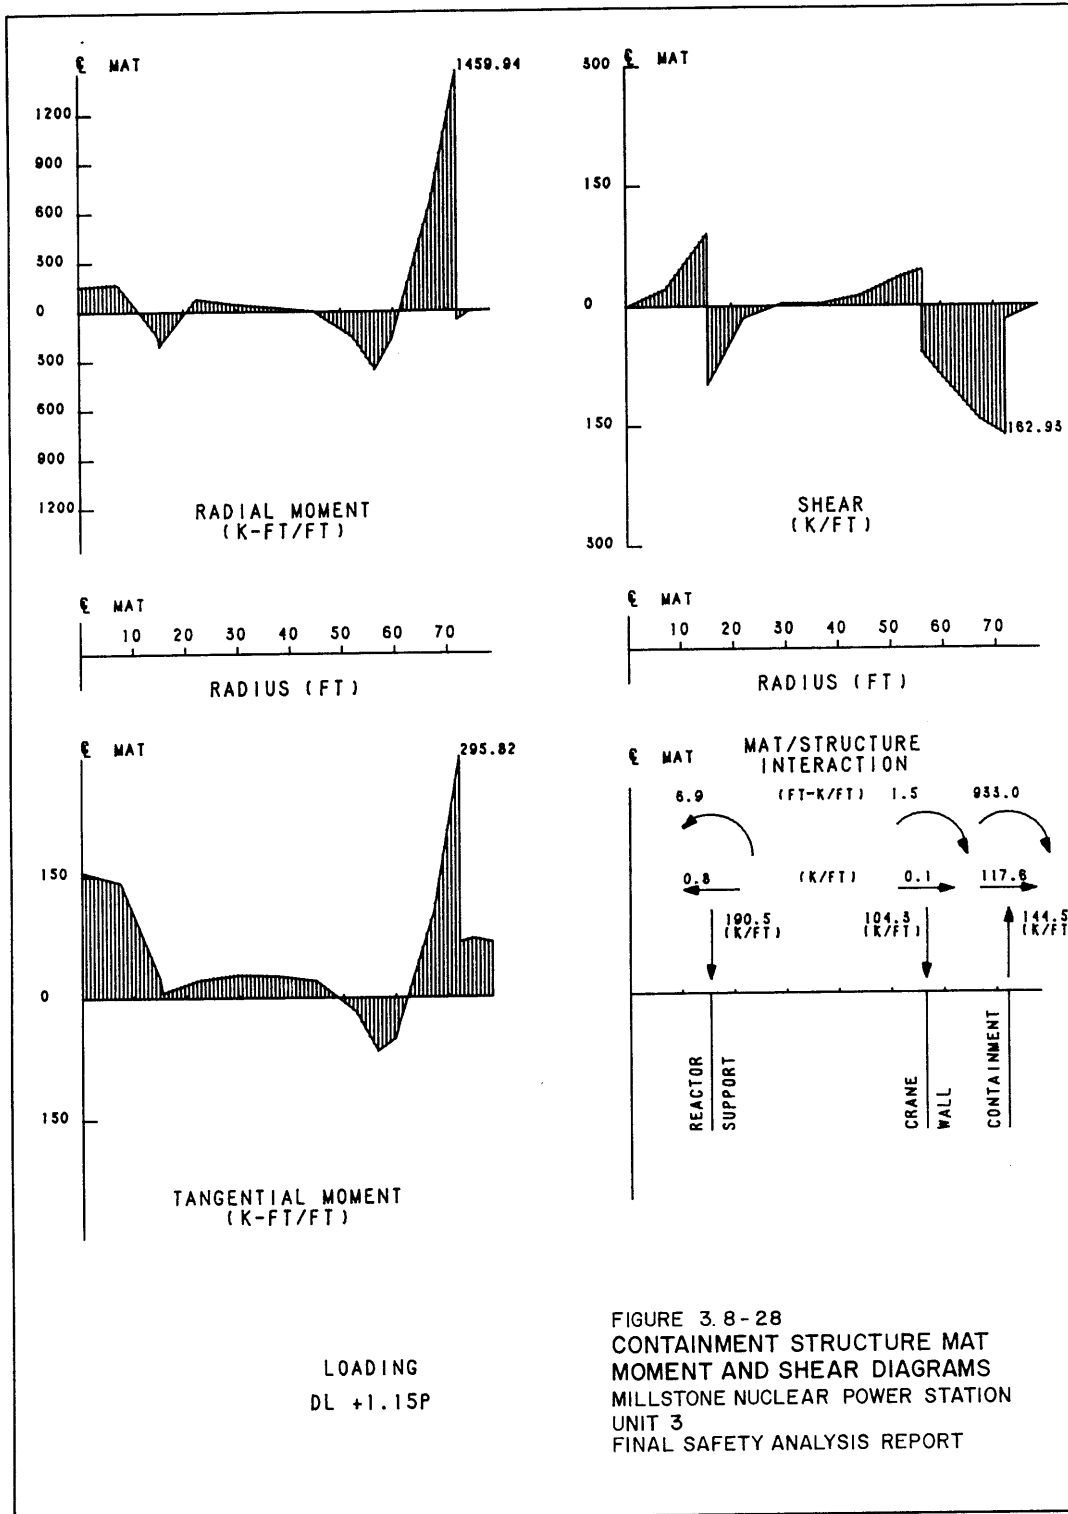 ℄ MAT
1459.94
1200
900
600
300
0
300
600
900
1200
RADIAL MOMENT
(K-FT/FT)
℄ MAT
300
150
0
150
300
162.93
SHEAR
(K/FT)
℄ MAT
10 20 30 40 50 60 70
RADIUS (FT)
℄ MAT
10 20 30 40 50 60 70
RADIUS (FT)
℄ MAT
295.82
150
0
150
TANGENTIAL MOMENT
(K-FT/FT)
℄ MAT
MAT/STRUCTURE
INTERACTION
6.9 (FT-K/FT) 1.5 933.0
0.8 (K/FT) 0.1 117.6
190.5
(K/FT)
104.3
(K/FT)
144.5
(K/FT
REACTOR
SUPPORT
CRANE
WALL
CONTAINMENT
LOADING
DL +1.15P
FIGURE 3.8-28
CONTAINMENT STRUCTURE MAT
MOMENT AND SHEAR DIAGRAMS
MILLSTONE NUCLEAR POWER STATION
UNIT 3
FINAL SAFETY ANALYSIS REPORT